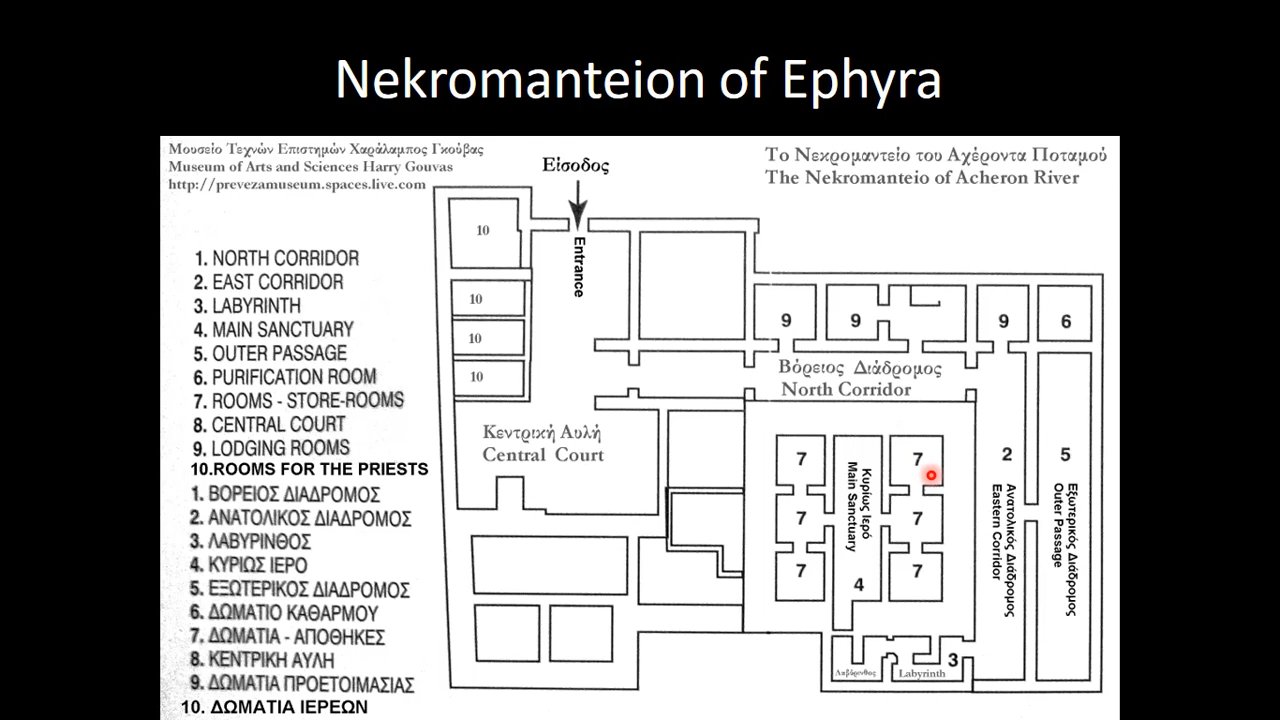 Nekromanteion of Ephyra
Μουσείο Τεχνών Επιστημών Χαράλαμπος Γκούβας
Museum of Arts and Sciences Harry Gouvas
http://prevezamuseum.spaces.live.com
Είσοδος
Το Νεκρομαντείο του Αχέροντα Ποταμού
The Nekromanteio of Acheron River
Entrance
1. NORTH CORRIDOR
2. EAST CORRIDOR
3. LABYRINTH
4. MAIN SANCTUARY
5. OUTER PASSAGE
6. PURIFICATION ROOM
7. ROOMS - STORE-ROOMS
8. CENTRAL COURT
9. LODGING ROOMS
10.ROOMS FOR THE PRIESTS
1. ΒΟΡΕΙΟΣ ΔΙΑΔΡΟΜΟΣ
2. ΑΝΑΤΟΛΙΚΟΣ ΔΙΑΔΡΟΜΟΣ
3. ΛΑΒΥΡΙΝΘΟΣ
4. ΚΥΡΙΩΣ ΙΕΡΟ
5. ΕΞΩΤΕΡΙΚΟΣ ΔΙΑΔΡΟΜΟΣ
6. ΔΩΜΑΤΙΟ ΚΑΘΑΡΜΟΥ
7. ΔΩΜΑΤΙΑ - ΑΠΟΘΗΚΕΣ
8. ΚΕΝΤΡΙΚΗ ΑΥΛΗ
9. ΔΩΜΑΤΙΑ ΠΡΟΕΤΟΙΜΑΣΙΑΣ
10. ΔΩΜΑΤΙΑ ΙΕΡΕΩΝ
10
10
10
10
9
9
9
6
Βόρειος Διάδρομος
North Corridor
Κεντρική Αυλή
Central Court
7
7
7
7
7
7
Κυρίως Ιερό
Main Sanctuary
4
2
Ανατολικός Διάδρομος
Eastern Corridor
5
Εξωτερικός Διάδρομος
Outer Passage
Λαβύρινθος
Labyrinth
3